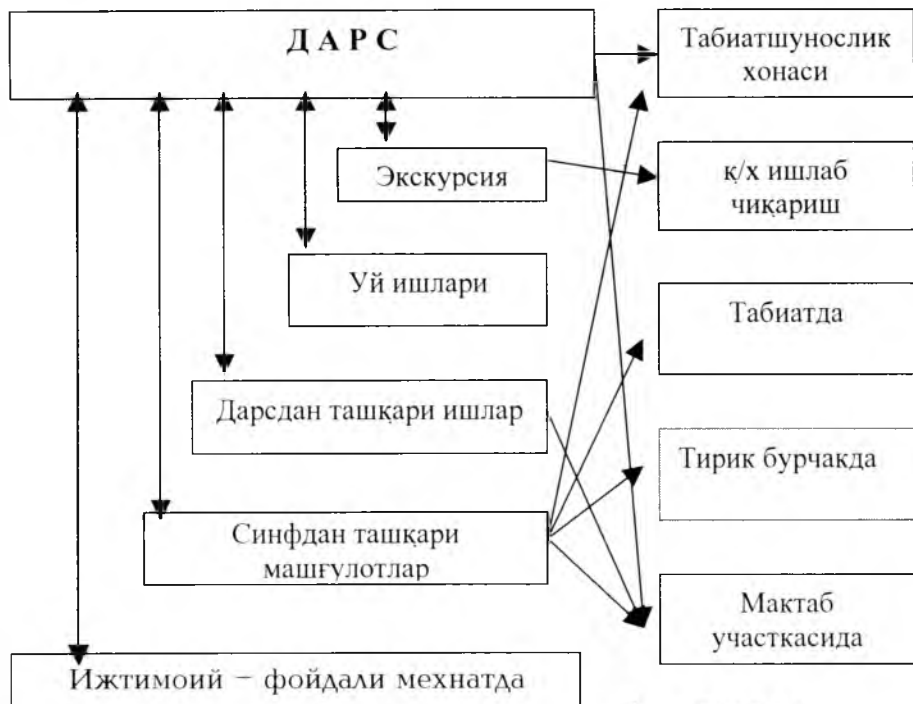 Д А Р С
Табиатшунослик
хонаси
Экскурсия
қ/х ишлаб
чиқариш
Уй ишлари
Табиатда
Дарсдан ташқари ишлар
Тирик бурчакда
Синфдан ташқари
машғулотлар
Мактаб
участкасида
Ижтимоий – фойдали мехнатда